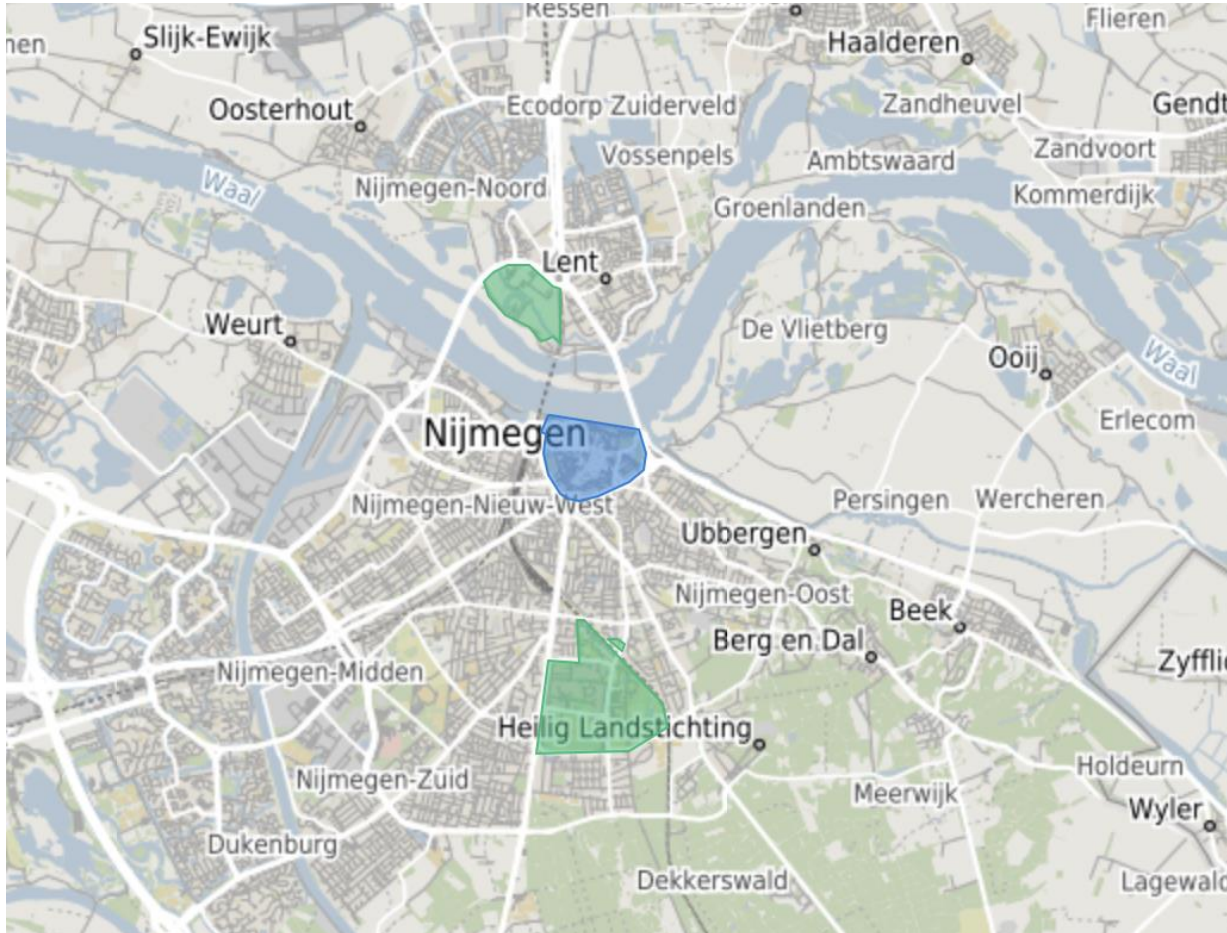 Ressen
Flieren
Slijk-Ewijk
Haalderen
Oosterhout
Ecodorp Zuiderveld
Zandheuvel
Gendt
Vossenpels
Ambtswaard
Zandvoort
Waal
Nijmegen-Noord
Groenlanden
Kommerdijk
Lent
Weurt
De Vlietberg
Ooij
Waal
Erlecom
Nijmegen
Nijmegen-Nieuw-West
Persingen
Wercheren
Ubbergen
Nijmegen-Oost
Beek
Berg en Dal
Nijmegen-Midden
Zyffli
Heilig Landstichting
Nijmegen-Zuid
Meerwijk
Holdeurn
Wyler
Dukenburg
Dekkerswald
Lagewald